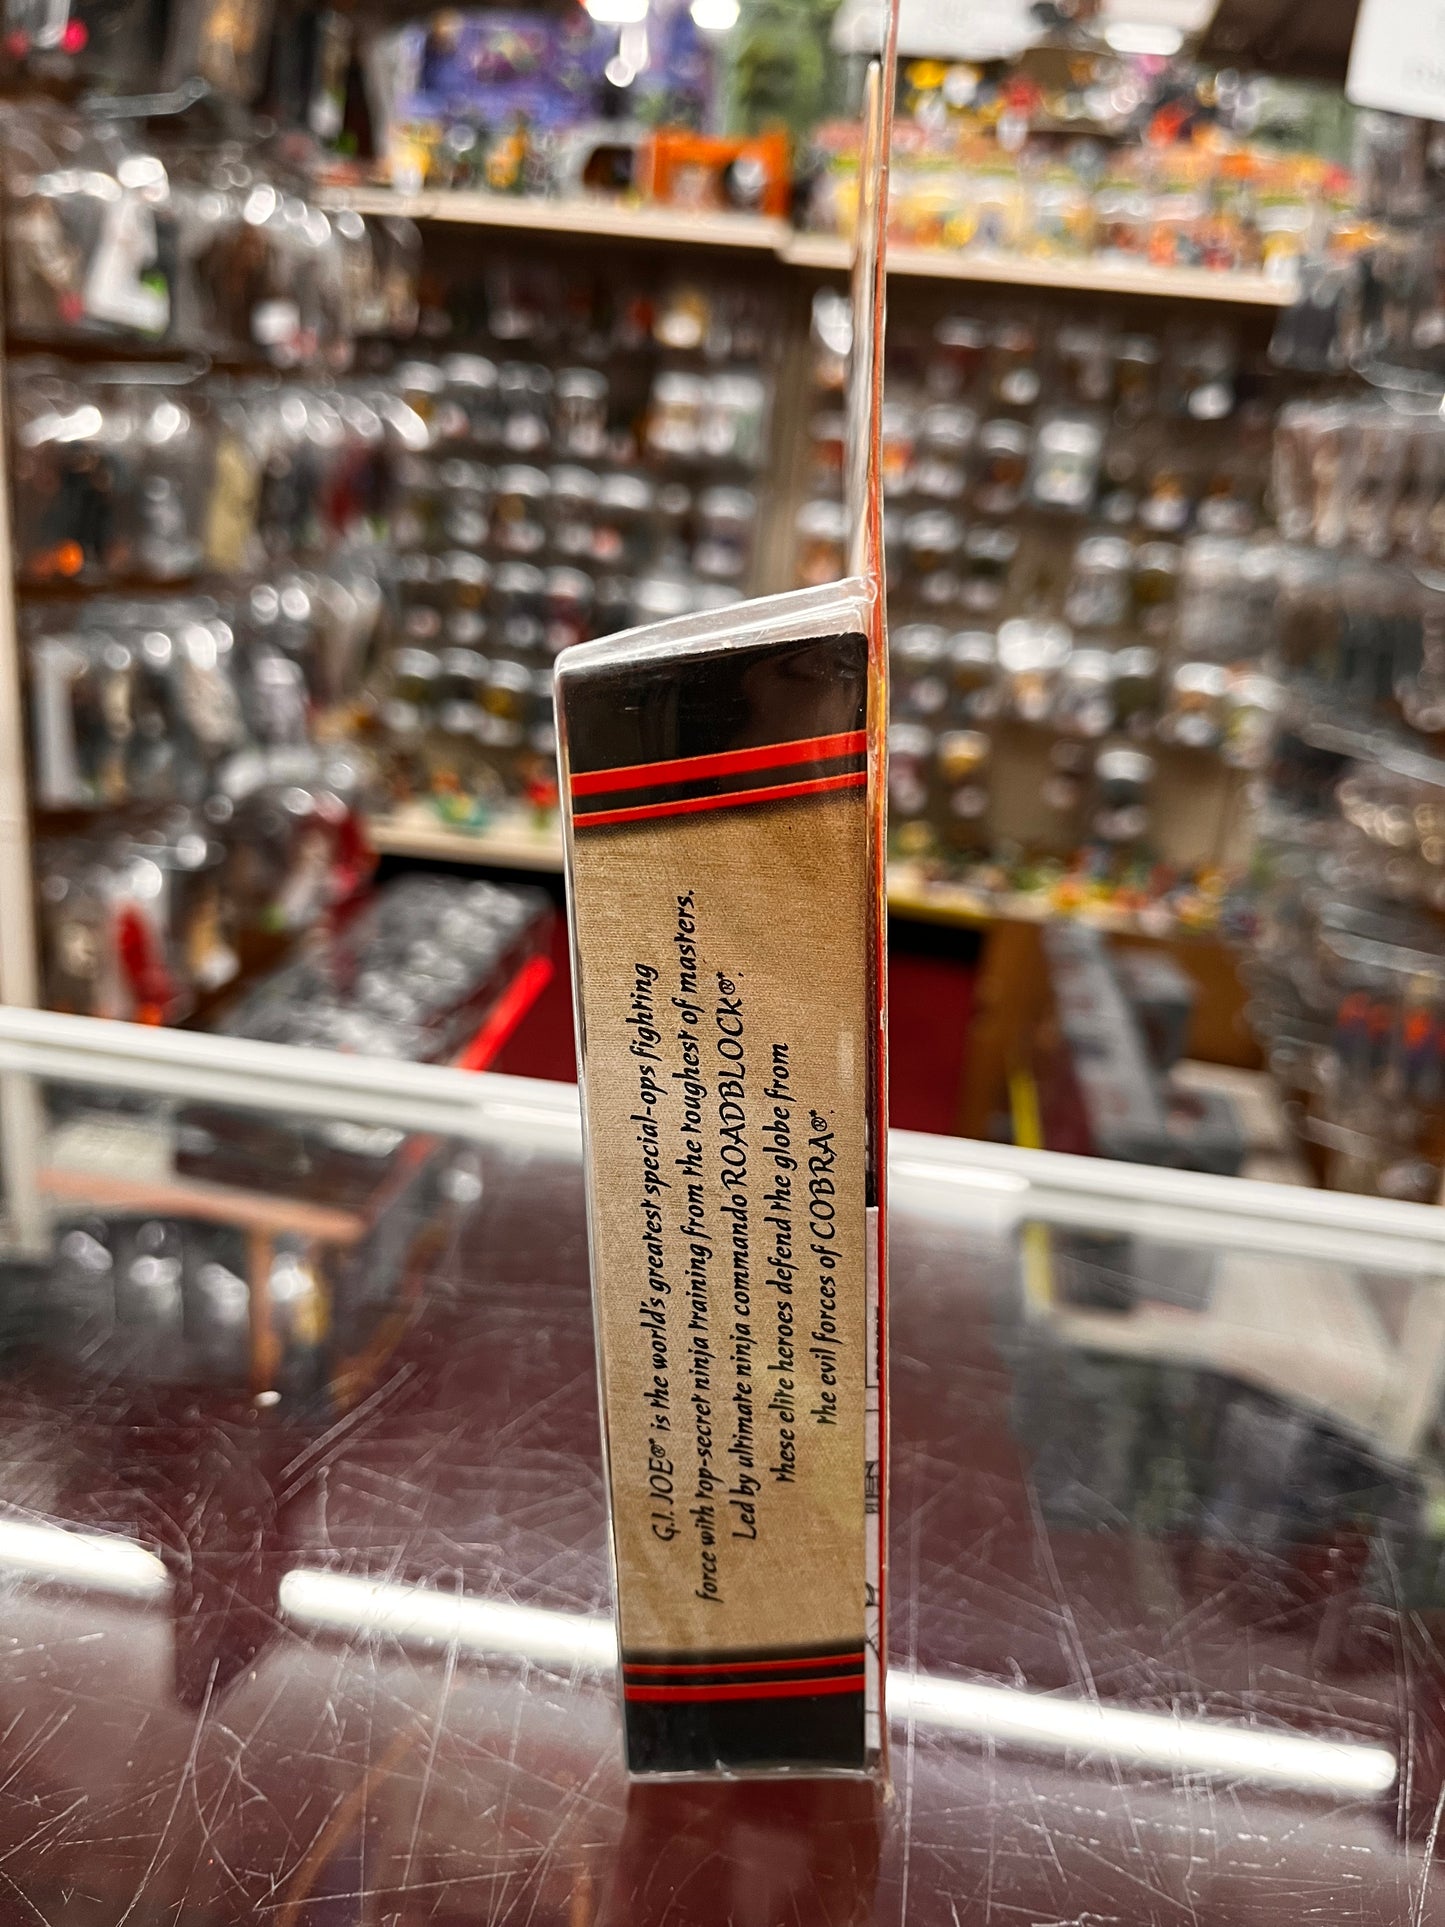 G.I. JOE®* is the world's greatest special-ops fighting
force with top-secret ninja training from the toughest of masters.
Led by ultimate ninja commando ROADBLOCK®*,
these elite heroes defend the globe from
the evil forces of COBRA®*.